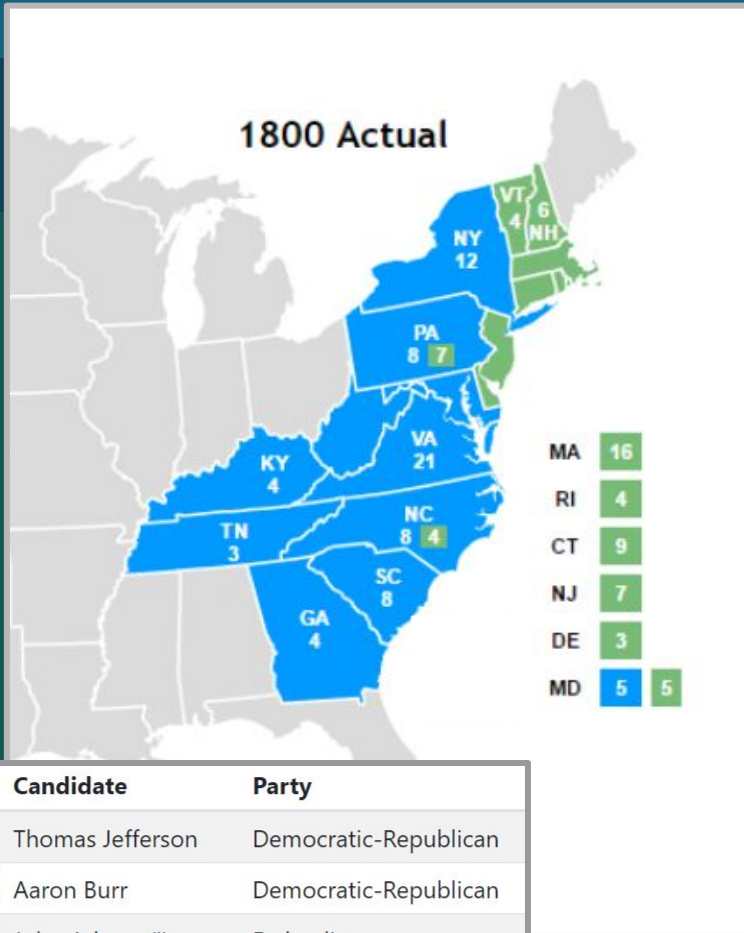 1800 Actual
VT
4
6
NH
NY
12
PA
8 7
VA
21
KY
4
NC
8 4
TN
3
SC
8
GA
4
MA 16
RI 4
CT 9
NJ 7
DE 3
MD 5 5
Candidate Party
Thomas Jefferson Democratic-Republican
Aaron Burr Democratic-Republican